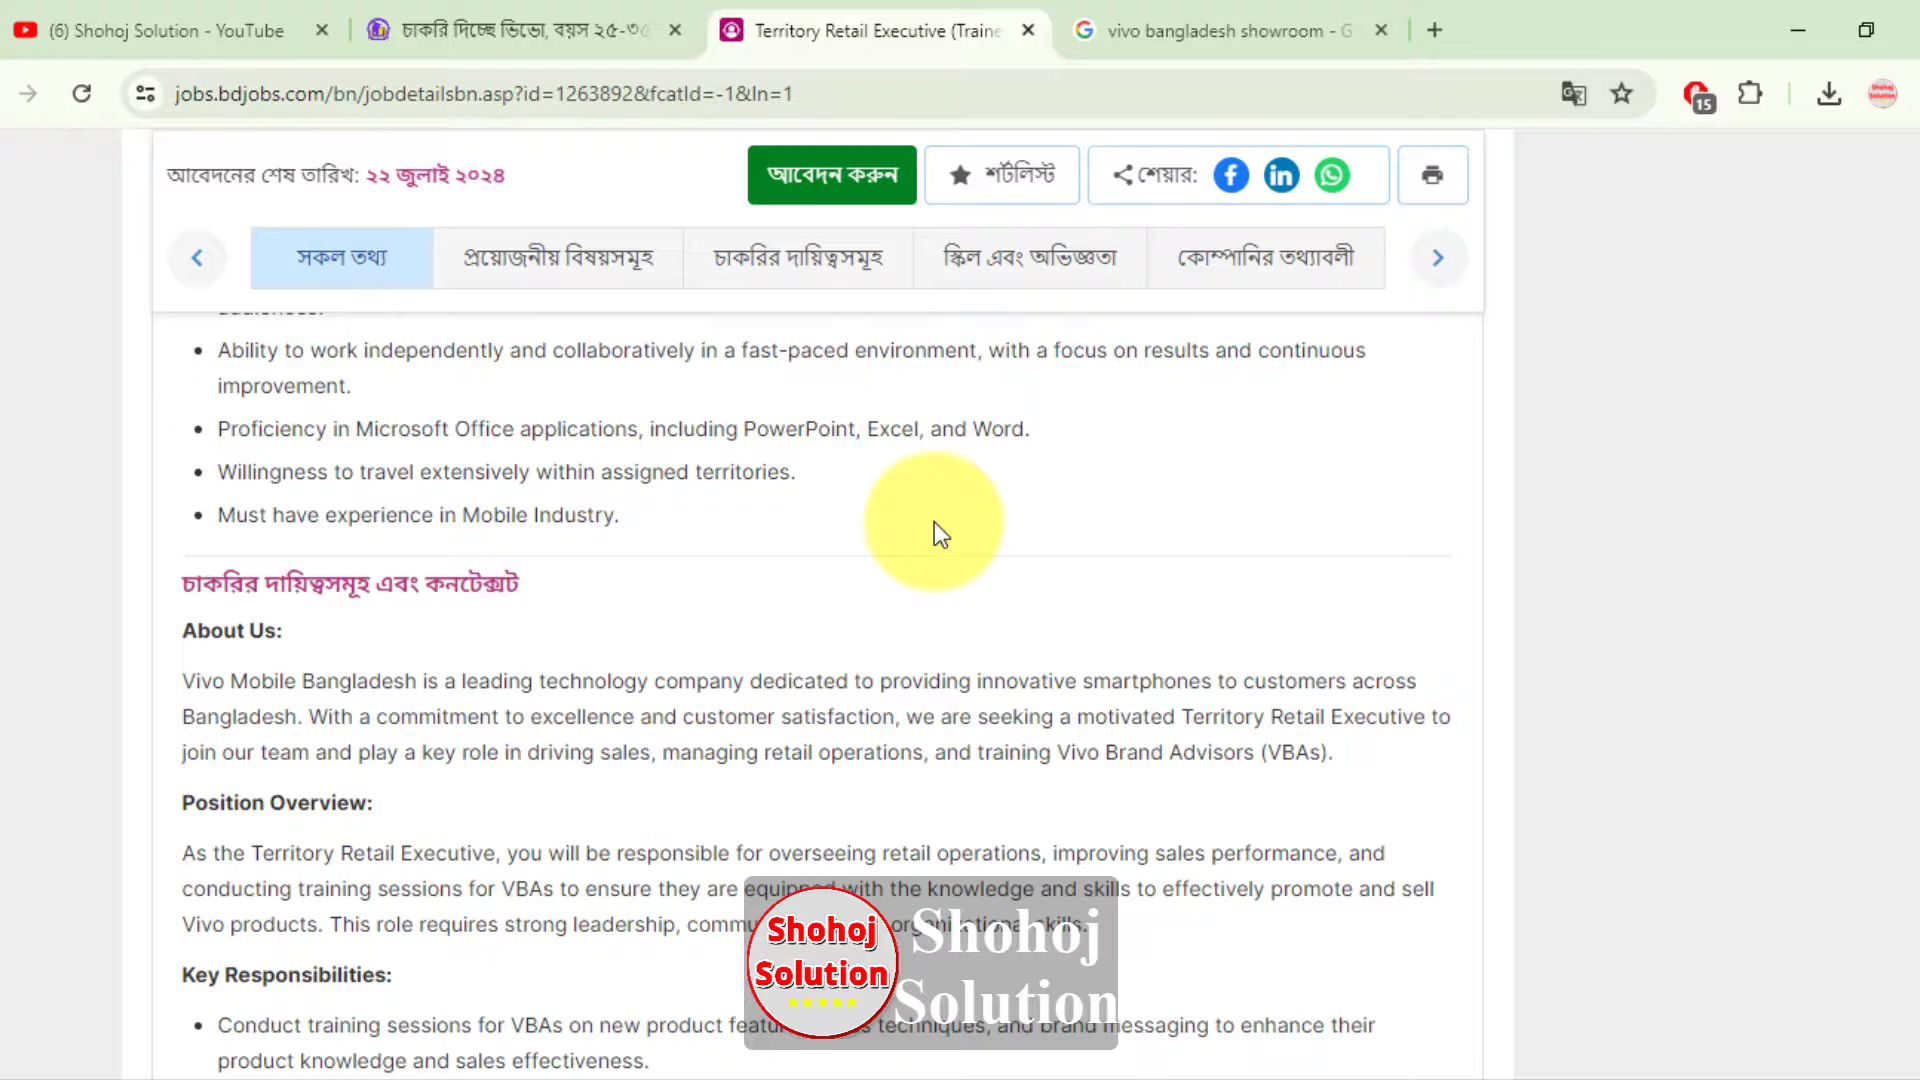 (6) Shohoj Solution - YouTube
চাকরি দিচ্ছে ভিভো, বয়স ২৫-৩৫
Territory Retail Executive (Traine
vivo bangladesh showroom - G
jobs.bdjobs.com/bn/jobdetailsbn.asp?id=1263892&fcatId=-1&ln=1
15
আবেদনের শেষ তারিখ: ২২ জুলাই ২০২৪
আবেদন করুন
শর্টলিস্ট
শেয়ার:
সকল তথ্য
প্রয়োজনীয় বিষয়সমূহ
চাকরির দায়িত্বসমূহ
স্কিল এবং অভিজ্ঞতা
কোম্পানির তথ্যাবলী
Ability to work independently and collaboratively in a fast-paced environment, with a focus on results and continuous
improvement.
Proficiency in Microsoft Office applications, including PowerPoint, Excel, and Word.
Willingness to travel extensively within assigned territories.
Must have experience in Mobile Industry.
চাকরির দায়িত্বসমূহ এবং কনটেক্সট
About Us:
Vivo Mobile Bangladesh is a leading technology company dedicated to providing innovative smartphones to customers across
Bangladesh. With a commitment to excellence and customer satisfaction, we are seeking a motivated Territory Retail Executive to
join our team and play a key role in driving sales, managing retail operations, and training Vivo Brand Advisors (VBAs).
Position Overview:
As the Territory Retail Executive, you will be responsible for overseeing retail operations, improving sales performance, and
conducting training sessions for VBAs to ensure they are equipped with the knowledge and skills to effectively promote and sell
Vivo products. This role requires strong leadership, organizational skills.
Key Responsibilities:
Conduct training sessions for VBAs on new product techniques, and brand messaging to enhance their
product knowledge and sales effectiveness.
Shohoj
Solution
Shohoj
Solution